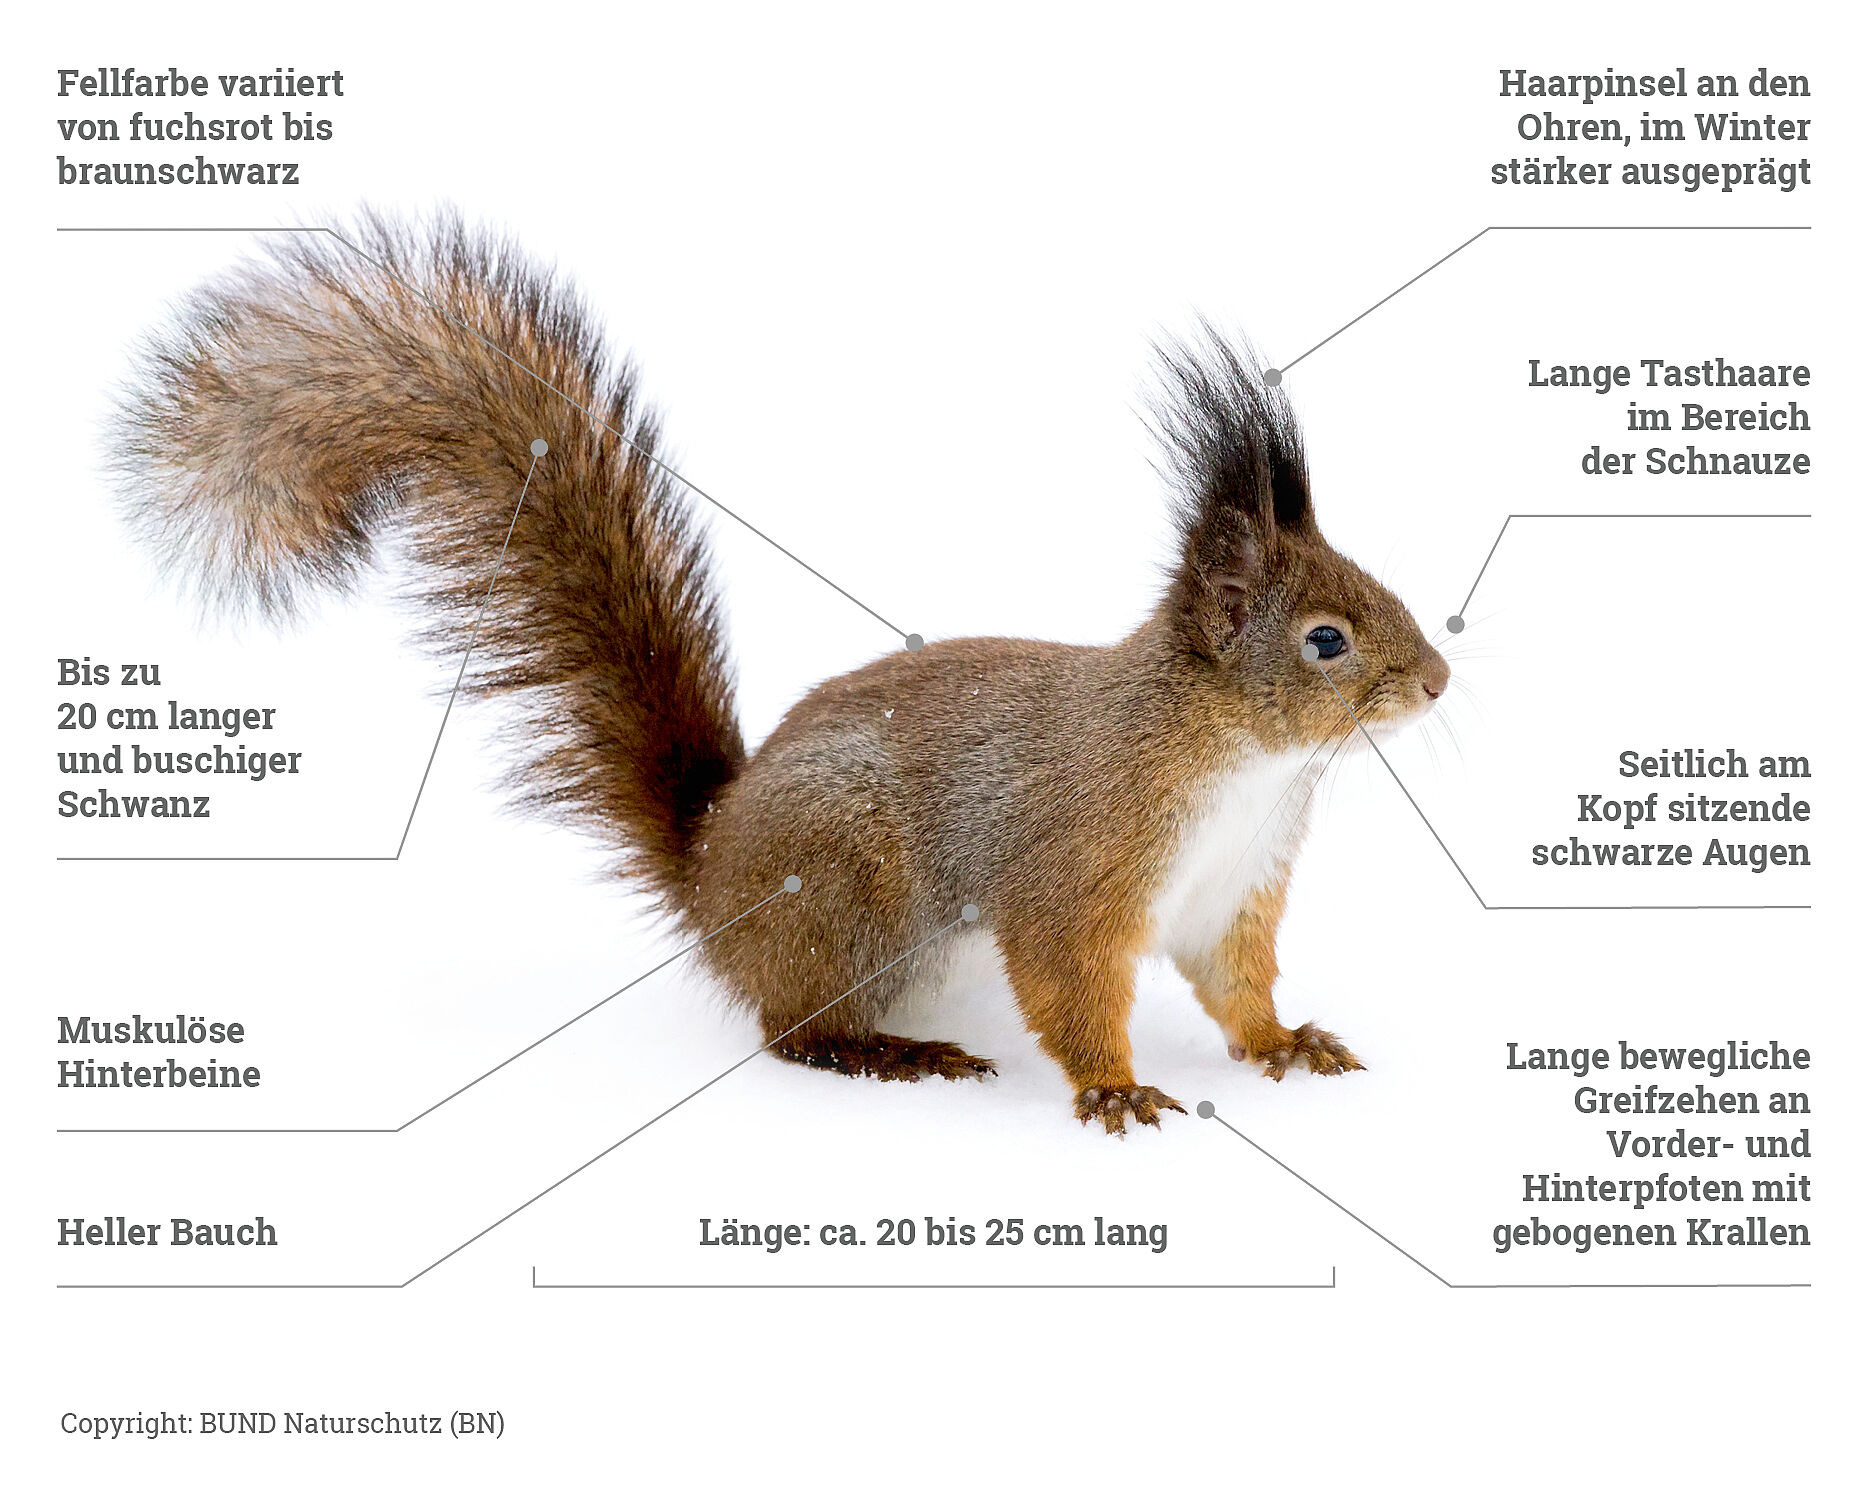 Fellfarbe variiert
von fuchsrot bis
braunschwarz
Haarpinsel an den
Ohren, im Winter
stärker ausgeprägt
Lange Tasthaare
im Bereich
der Schnauze
Bis zu
20 cm langer
und buschiger
Schwanz
Seitlich am
Kopf sitzende
schwarze Augen
Muskulöse
Hinterbeine
Lange bewegliche
Greifzehen an
Vorder- und
Hinterpfoten mit
gebogenen Krallen
Heller Bauch
Länge: ca. 20 bis 25 cm lang
Copyright: BUND Naturschutz (BN)